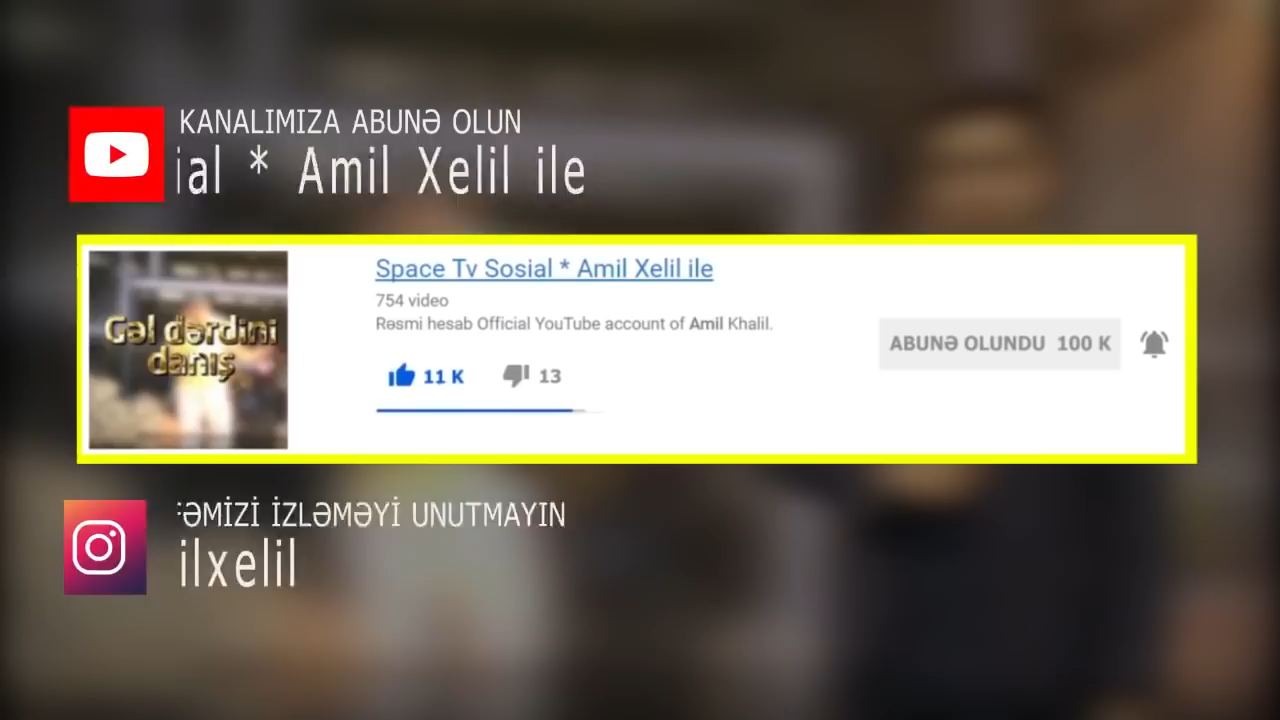 KANALIMIZA ABUNƏ OLUN
ial * Amil Xelil ile
Gəl dərdini
danış
Space Tv Sosial * Amil Xelil ile
754 video
Rəsmi hesab Official YouTube account of Amil Khalil.
ABUNƏ OLUNDU 100 K
11 K 13
ƏMİZİ İZLƏMƏYİ UNUTMAYIN
ilxelil